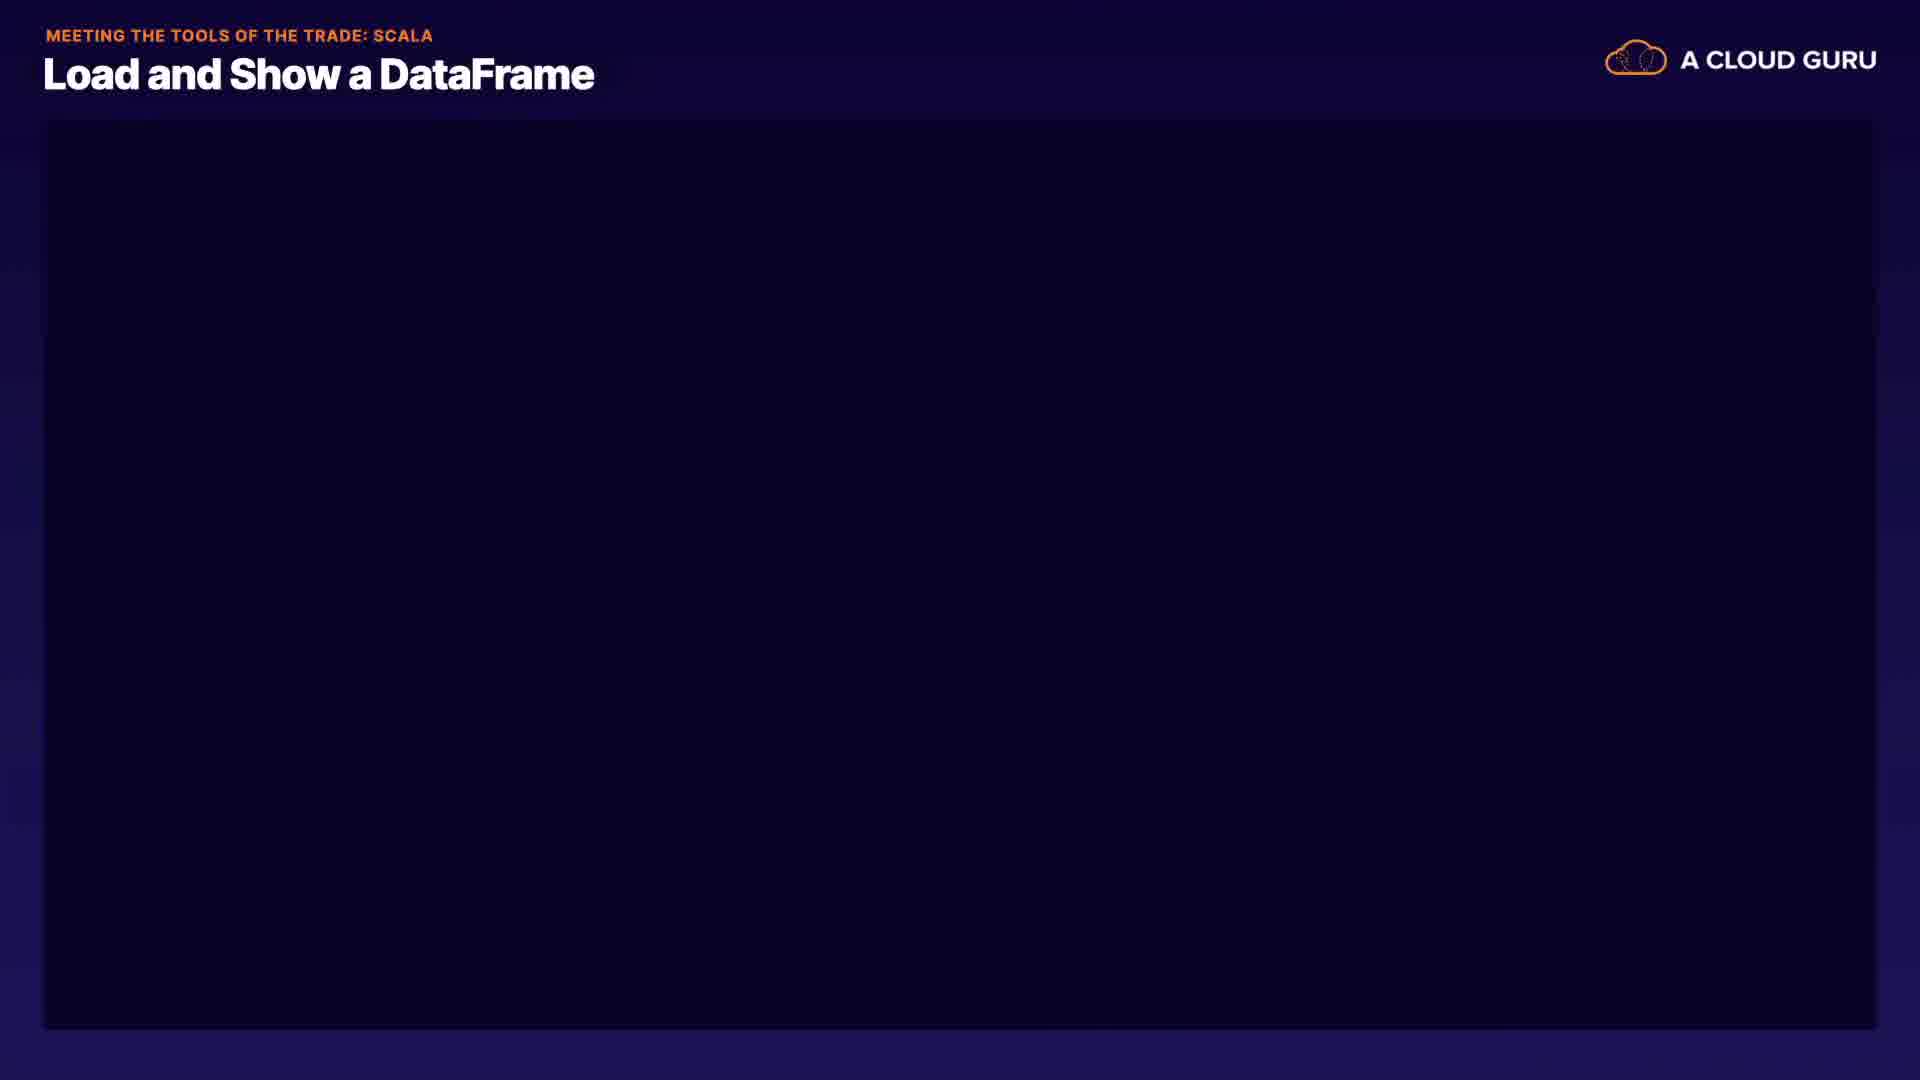 MEETING THE TOOLS OF THE TRADE: SCALA
Load and Show a DataFrame
A CLOUD GURU